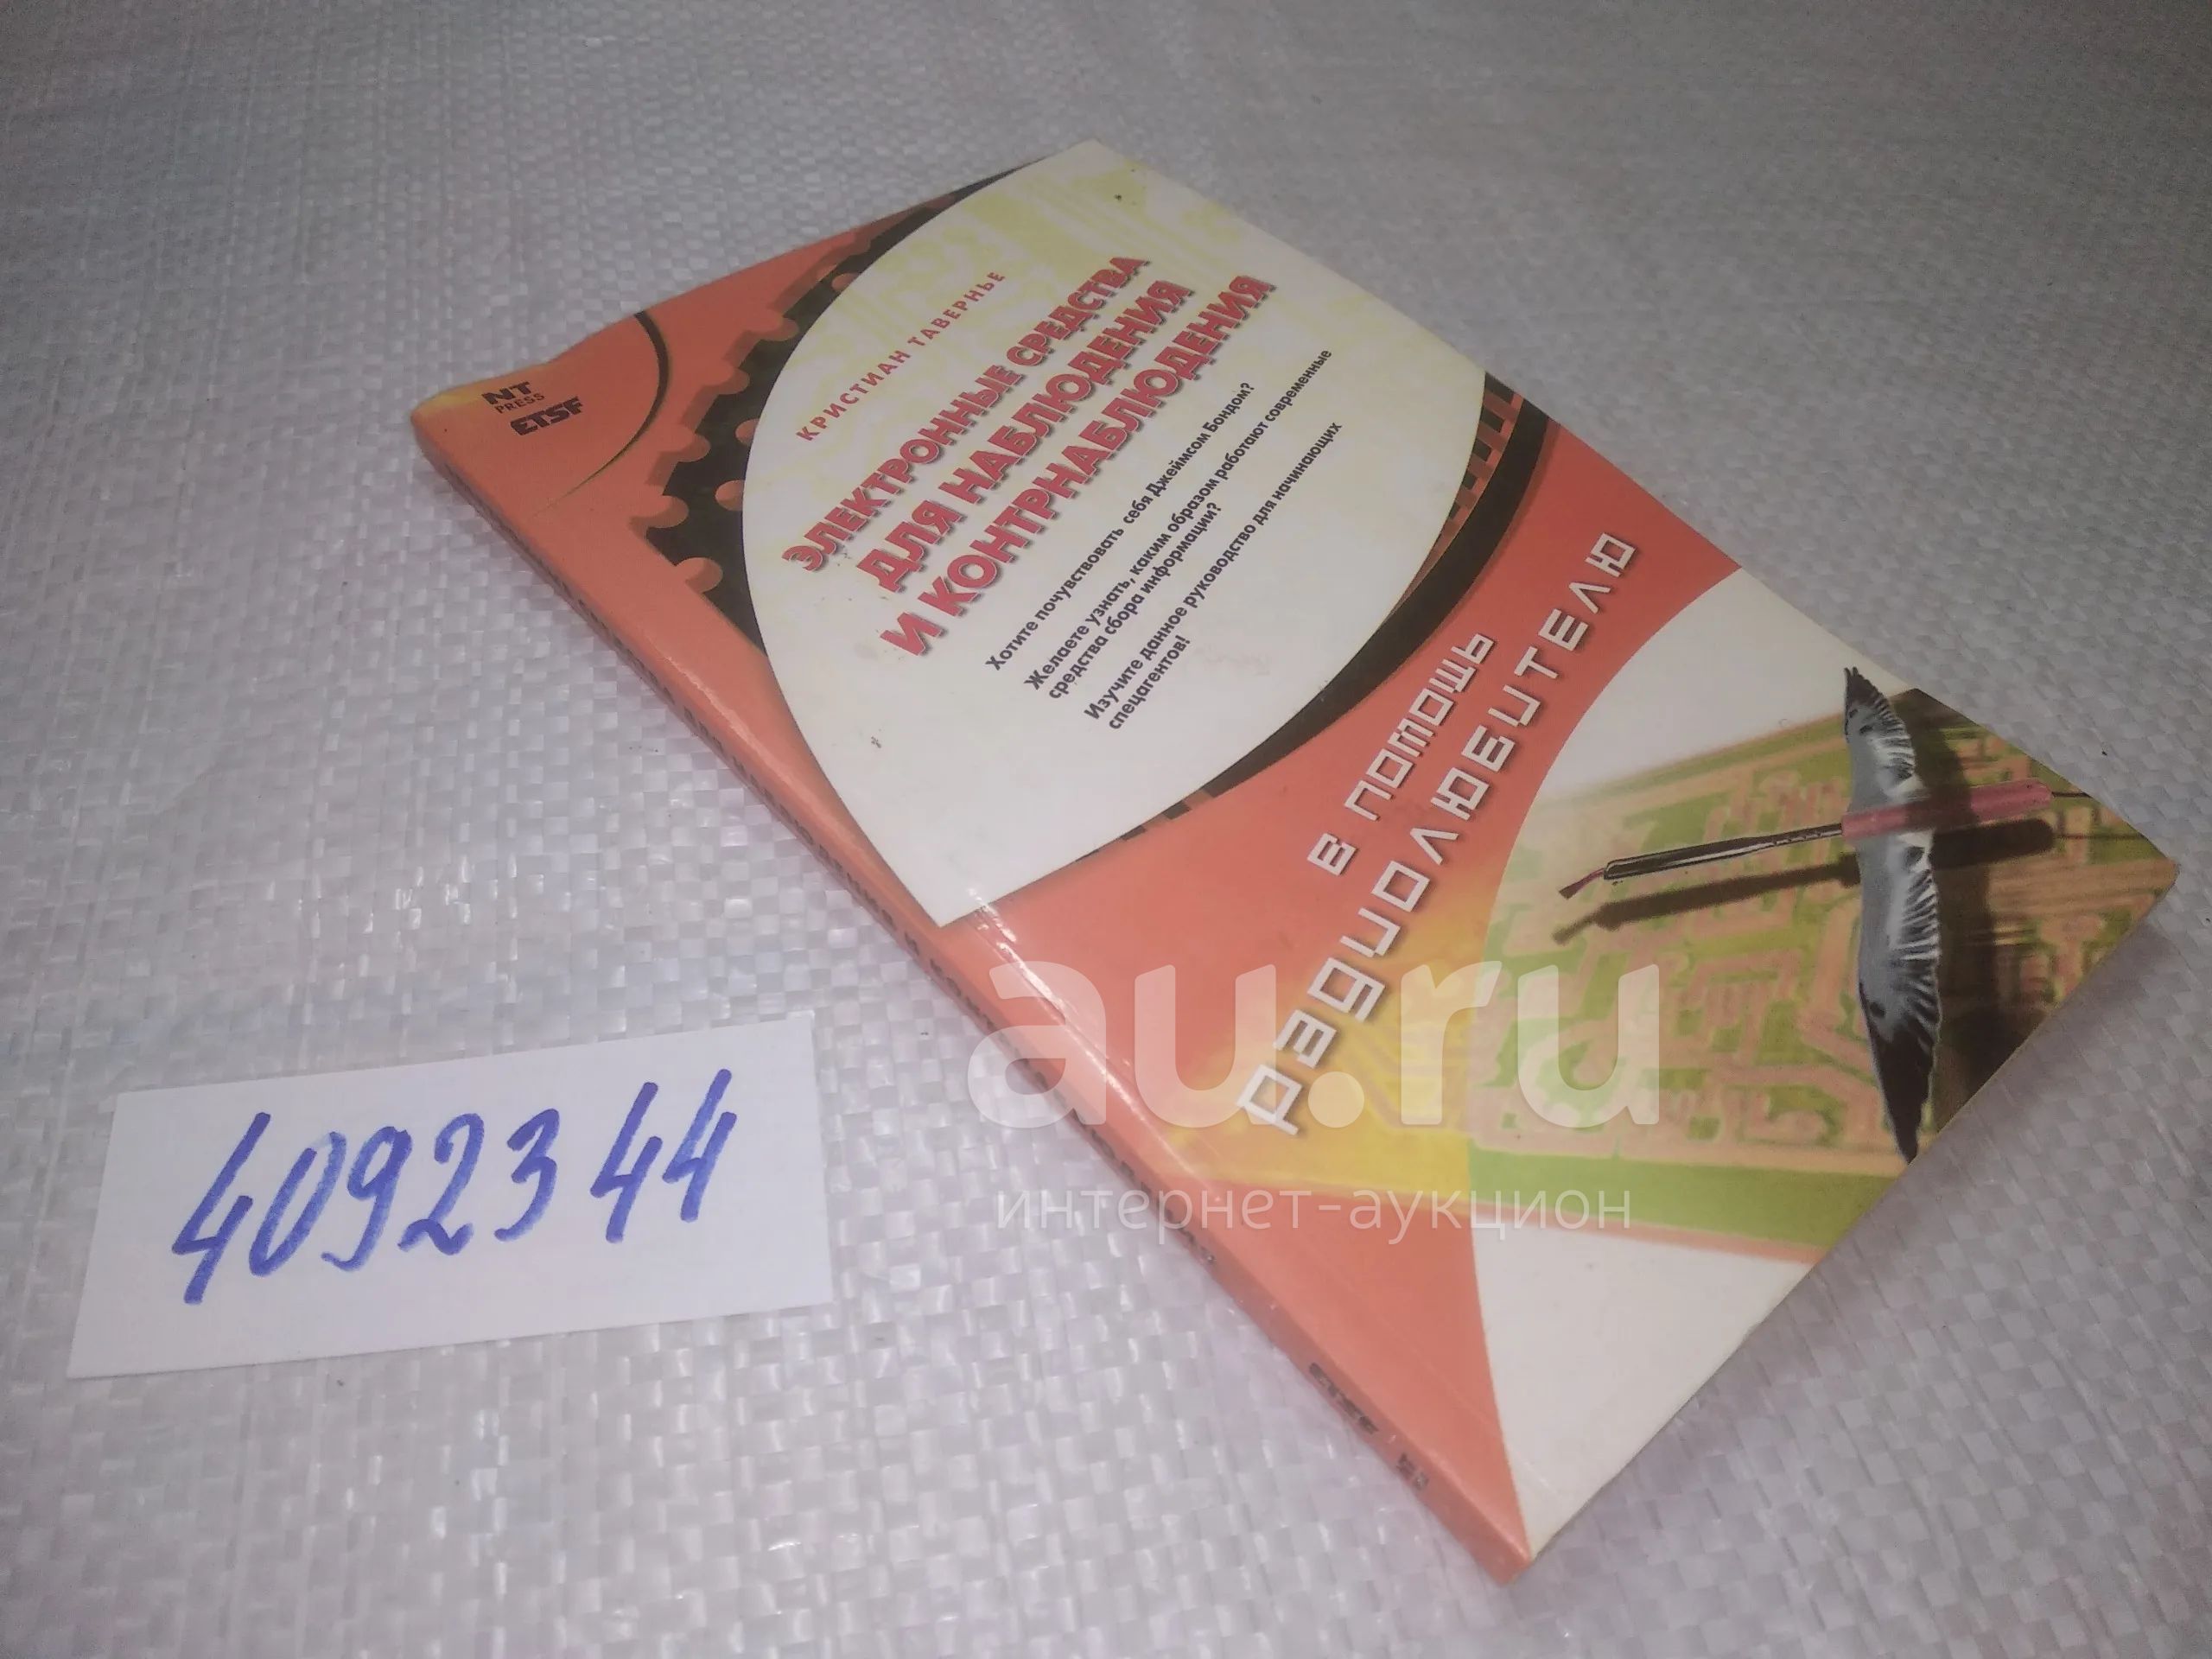 NT
PRESS
ETSF
КРИСТИАН ТАВЕРНЬЕ
ЭЛЕКТРОННЫЕ СРЕДСТВА
ДЛЯ НАБЛЮДЕНИЯ
И КОНТРНАБЛЮДЕНИЯ
Хотите почувствовать себя Джеймсом Бондом?
Желаете узнать, каким образом работают современные
средства сбора информации?
Изучите данное руководство для начинающих
спецагентов!
В ПОМОЩЬ
РАДИОЛЮБИТЕЛЮ
au.ru
интернет-аукцион
4092344
ETSF